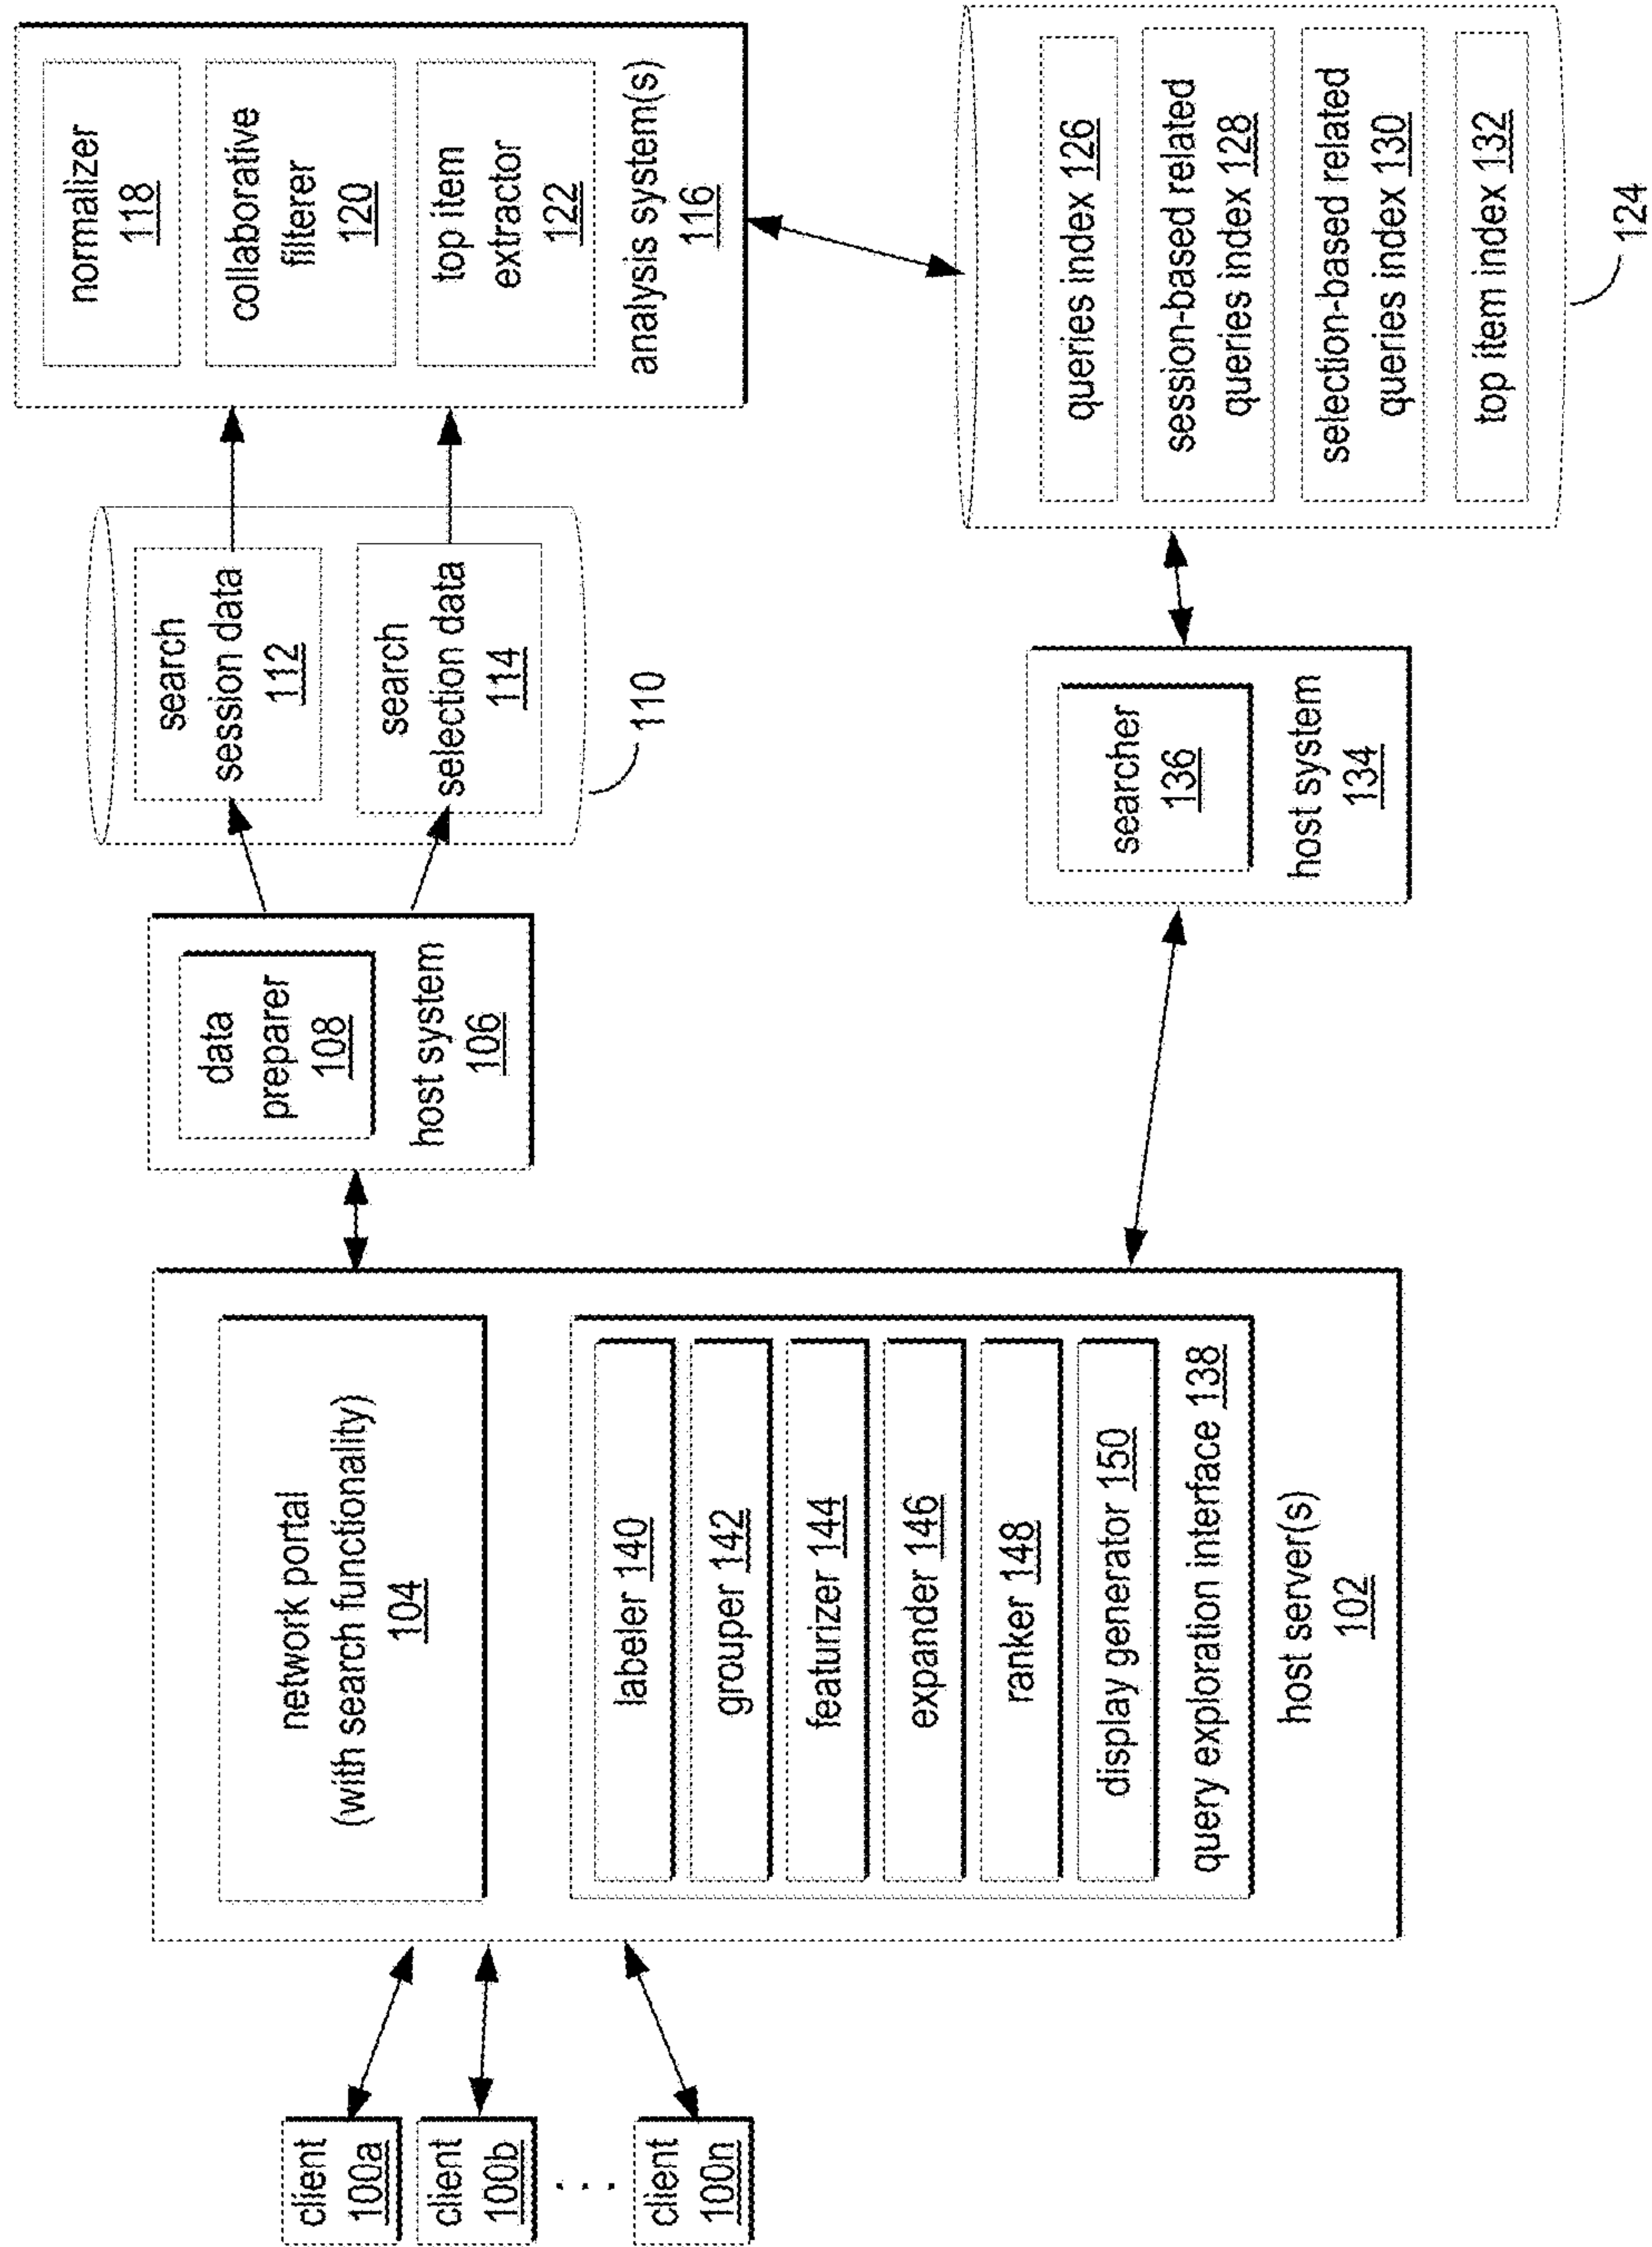 client
100a
client
100b
. . .
client
100n
network portal
(with search functionality)
104
labeler 140
grouper 142
featurizer 144
expander 146
ranker 148
display generator 150
query exploration interface 138
host server(s)
102
data
preparer
108
host system
106
search
session data
112
search
selection data
114
110
normalizer
118
collaborative
filterer
120
top item
extractor
122
analysis system(s)
116
searcher
136
host system
134
queries index 126
session-based related
queries index 128
selection-based related
queries index 130
top item index 132
124